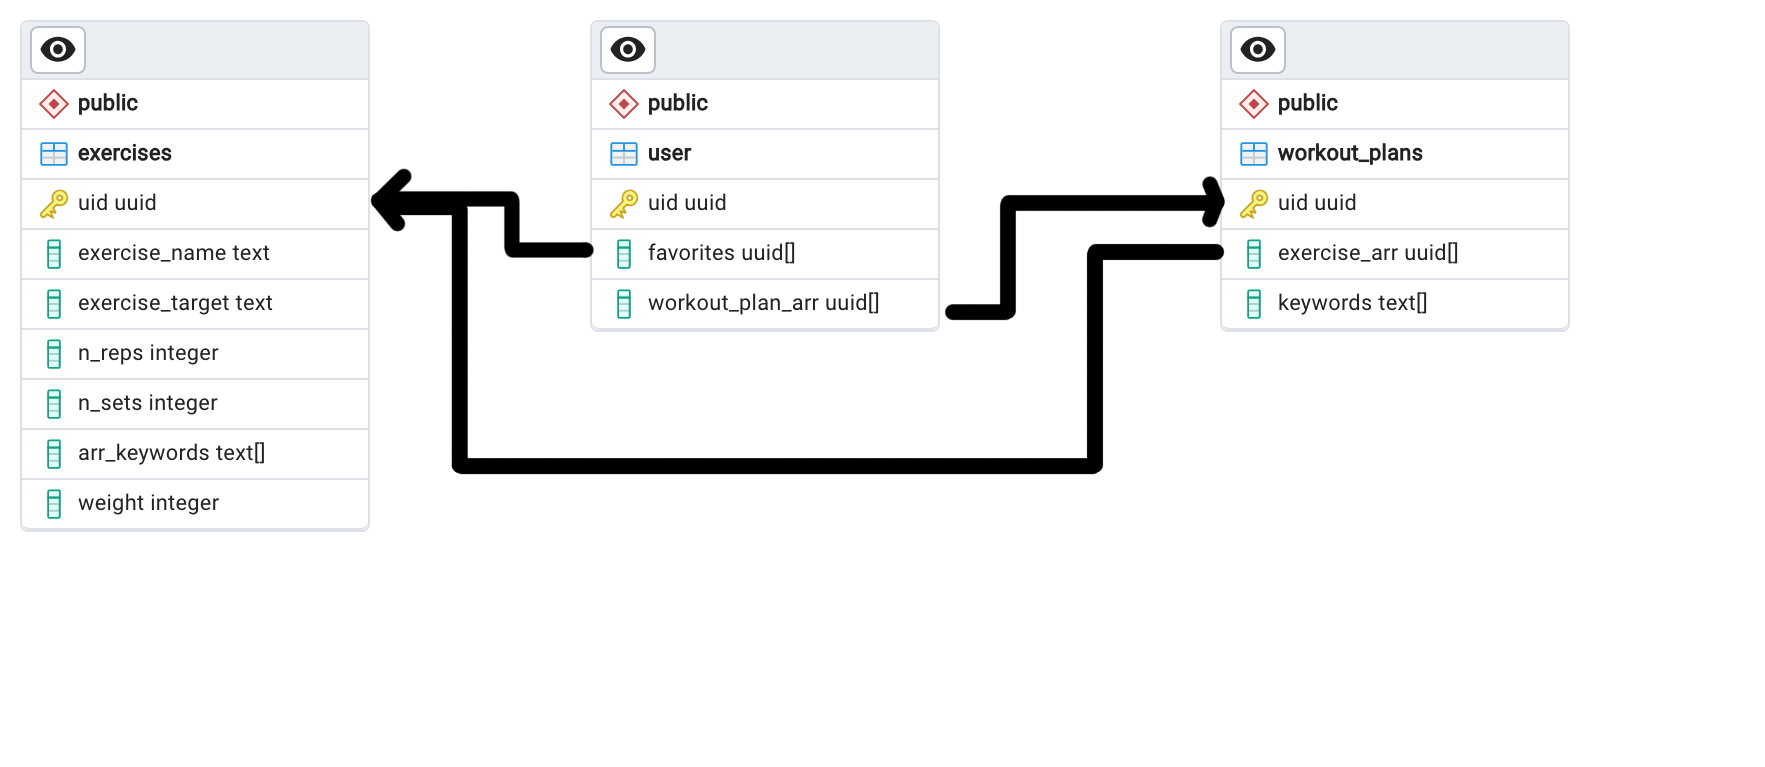 public
exercises
uid uuid
exercise_name text
exercise_target text
n_reps integer
n_sets integer
arr_keywords text[]
weight integer
public
user
uid uuid
favorites uuid[]
workout_plan_arr uuid[]
public
workout_plans
uid uuid
exercise_arr uuid[]
keywords text[]